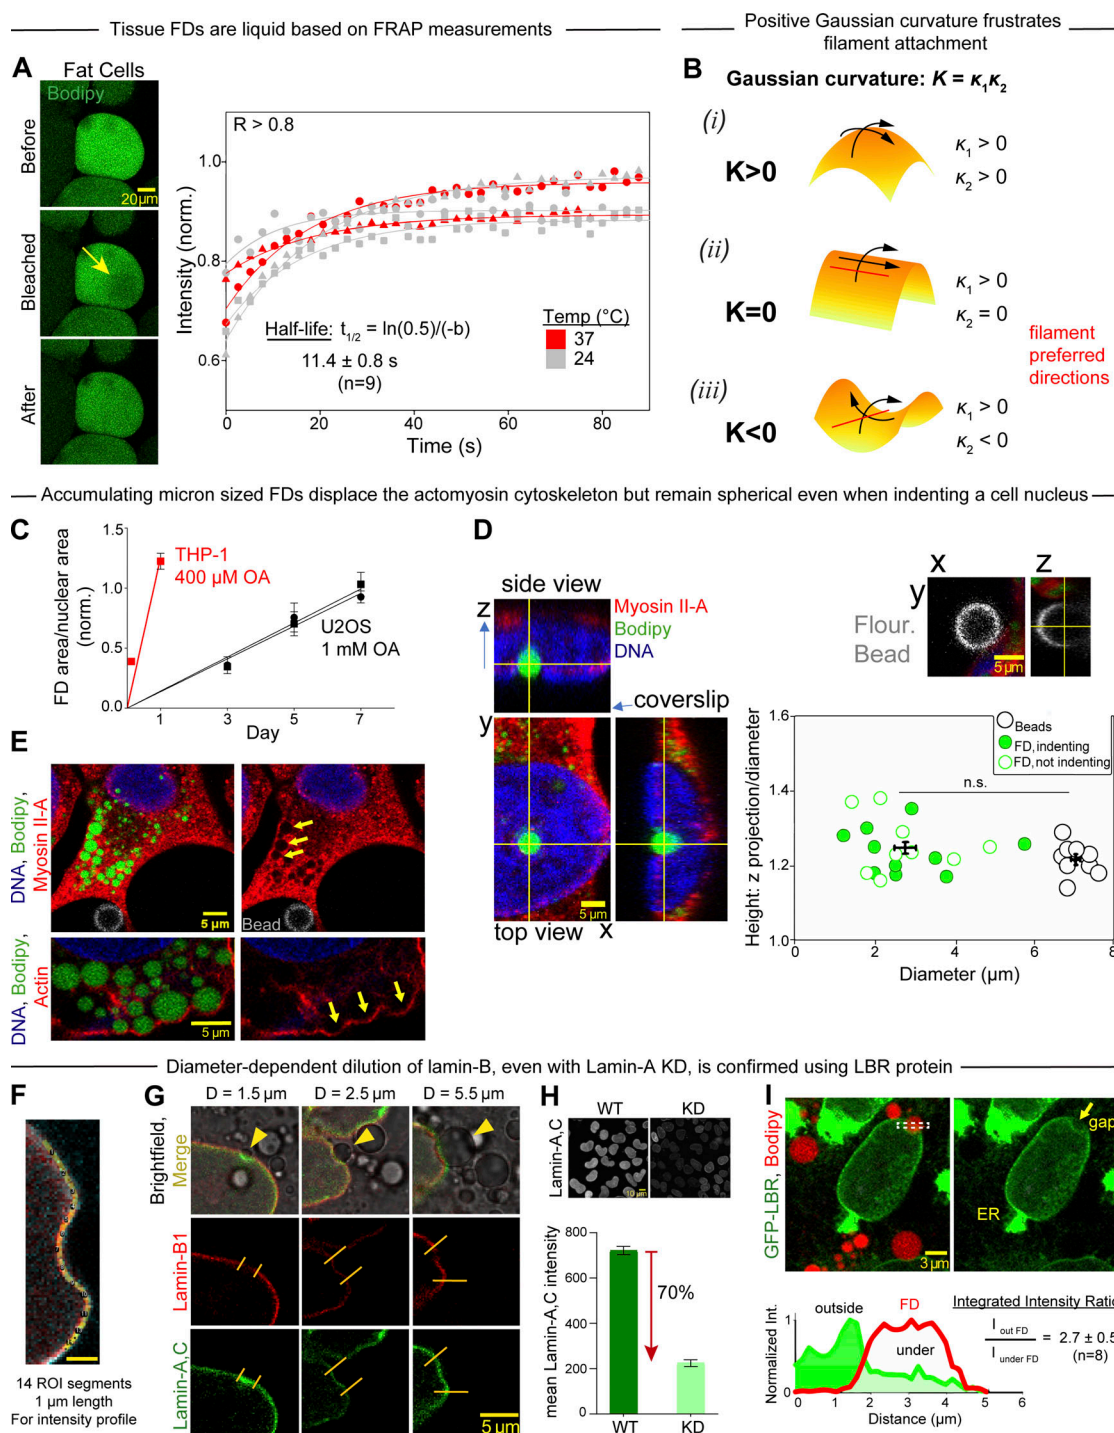 Tissue FDs are liquid based on FRAP measurements
Positive Gaussian curvature frustrates
filament attachment
A
Fat Cells
Bodipy
Before
20 µm
Bleached
After
R > 0.8
1.0
0.8
0.6
Intensity (norm.)
Half-life: t1/2 = ln(0.5)/(-b)
11.4 ± 0.8 s
(n=9)
Temp (°C)
37
24
0 20 40 60 80
Time (s)
B
Gaussian curvature: K = κ1κ2
(i)
K>0
κ1 > 0
κ2 > 0
(ii)
K=0
κ1 > 0
κ2 = 0
(iii)
K<0
κ1 > 0
κ2 < 0
filament
preferred
directions
Accumulating micron sized FDs displace the actomyosin cytoskeleton but remain spherical even when indenting a cell nucleus
C
FD area/nuclear area
(norm.)
1.5
1.0
0.5
0.0
THP-1
400 µM OA
U2OS
1 mM OA
1 3 5 7
Day
D
side view
z
Myosin II-A
Bodipy
DNA
coverslip
y
5 µm
top view
x
x
z
y
Flour.
Bead
5 µm
Height: z projection/diameter
1.6
1.4
1.2
1.0
Beads
FD, indenting
FD, not indenting
n.s.
0 2 4 6 8
Diameter (µm)
E
DNA, Bodipy,
Myosin II-A
5 µm
Bead
5 µm
DNA, Bodipy,
Actin
5 µm
Diameter-dependent dilution of lamin-B, even with Lamin-A KD, is confirmed using LBR protein
F
14 ROI segments
1 µm length
For intensity profile
G
D = 1.5 µm
D = 2.5 µm
D = 5.5 µm
Brightfield,
Merge
Lamin-B1
Lamin-A,C
5 µm
H
WT
KD
Lamin-A,C
10 µm
mean Lamin-A,C intensity
800
600
400
200
0
70%
WT
KD
I
GFP-LBR, Bodipy
3 µm
gap
ER
Normalized Int.
1
0
outside
FD
under
0 1 2 3 4 5 6
Distance (µm)
Integrated Intensity Ratio
I out FD
I under FD
= 2.7 ± 0.5
(n=8)